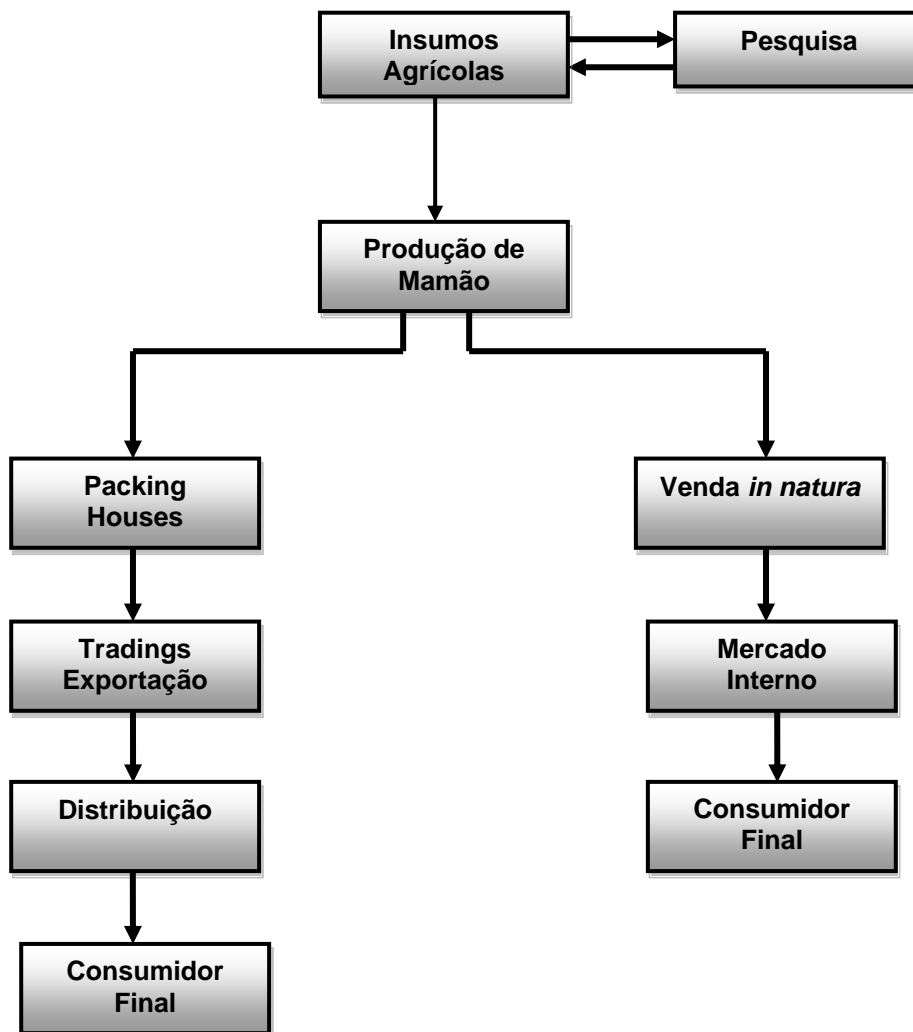 Insumos
Agrícolas
Pesquisa
Produção de
Mamão
Packing
Houses
Venda in natura
Tradings
Exportação
Mercado
Interno
Distribuição
Consumidor
Final
Consumidor
Final